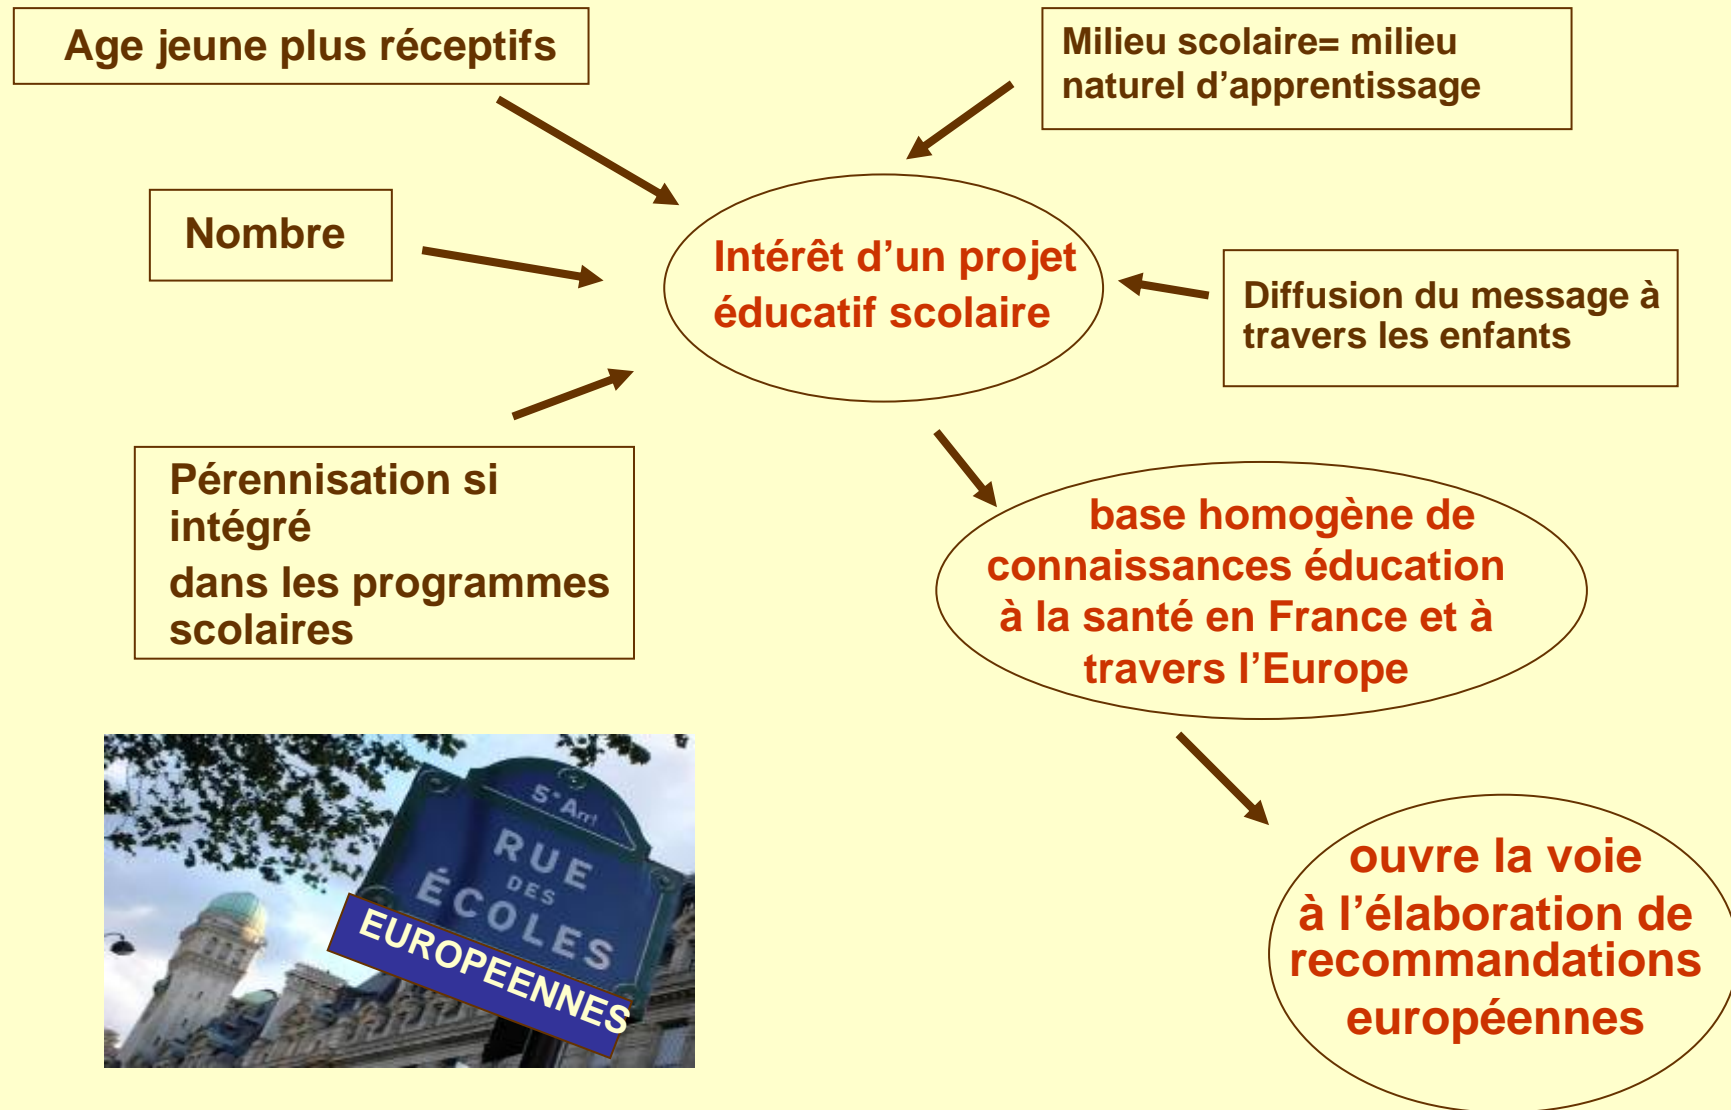 Age jeune plus réceptifs
Milieu scolaire= milieu
naturel d’apprentissage
Nombre
Intérêt d’un projet
éducatif scolaire
Diffusion du message à
travers les enfants
Pérennisation si
intégré
dans les programmes
scolaires
base homogène de
connaissances éducation
à la santé en France et à
travers l’Europe
5e Arrt
RUE
DES
ÉCOLES
EUROPEENNES
ouvre la voie
à l’élaboration de
recommandations
européennes